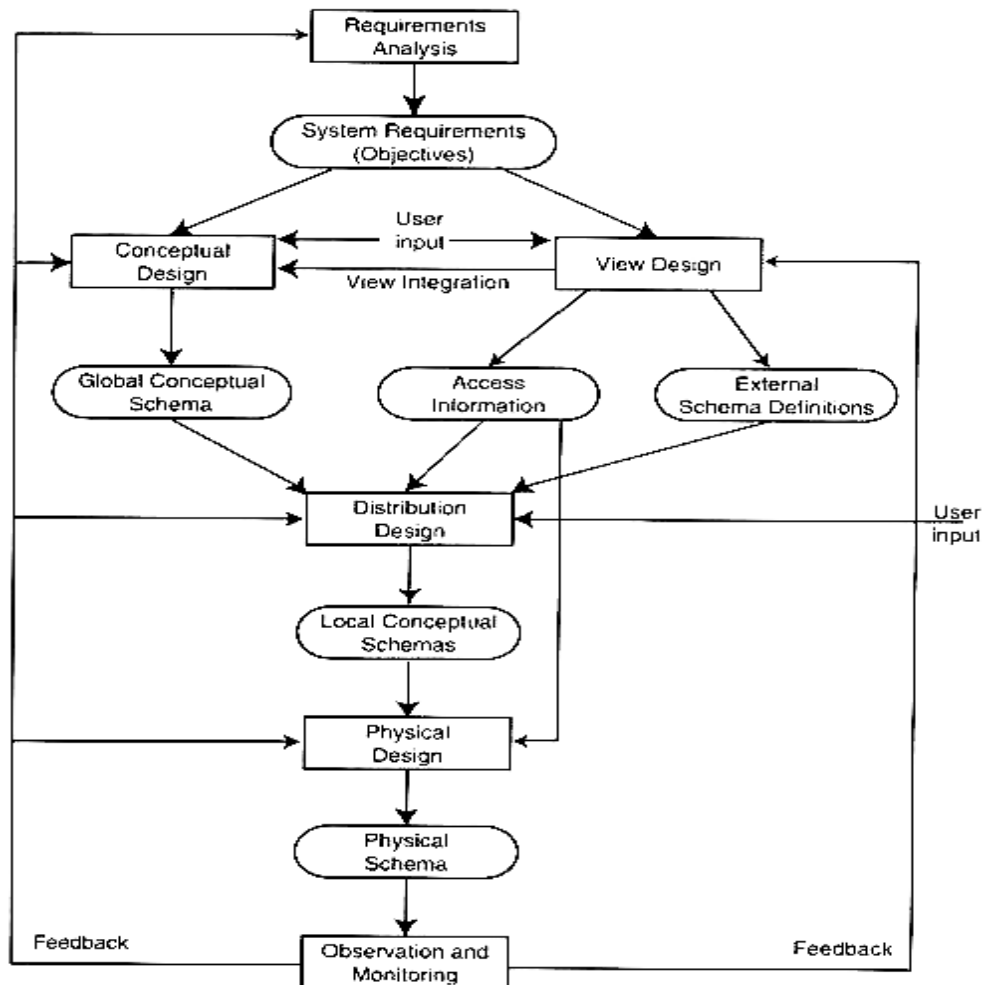 Requirements
Analysis
System Requirements
(Objectives)
User
input
Conceptual
Design
View Design
View Integration
Global Conceptual
Schema
Access
Information
External
Schema Definitions
Distribution
Design
User
input
Local Conceptual
Schemas
Physical
Design
Physical
Schema
Feedback
Observation and
Monitoring
Feedback